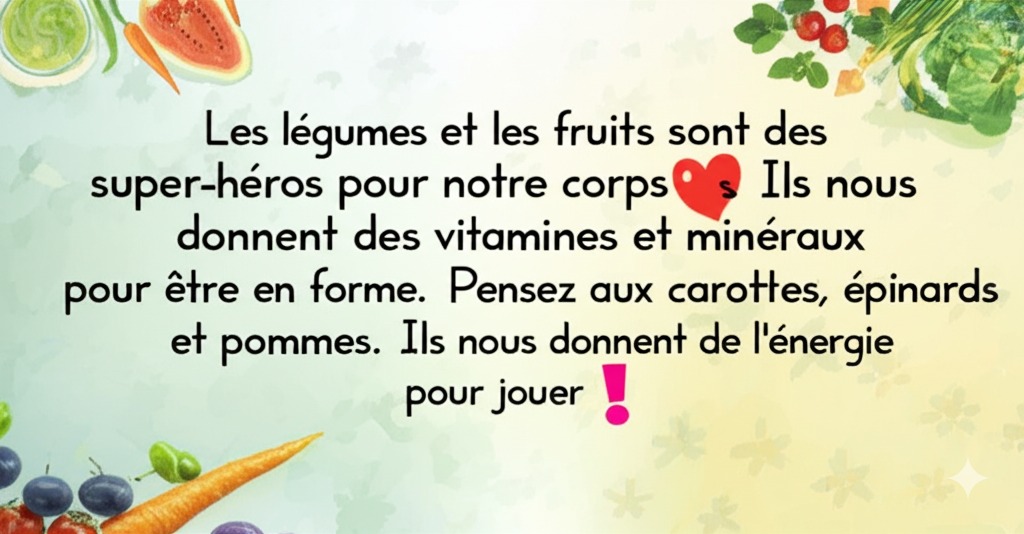 Les légumes et les fruits sont des
super-héros pour notre corps❤s Ils nous
donnent des vitamines et minéraux
pour être en forme. Pensez aux carottes, épinards
et pommes. Ils nous donnent de l'énergie
pour jouer ❗